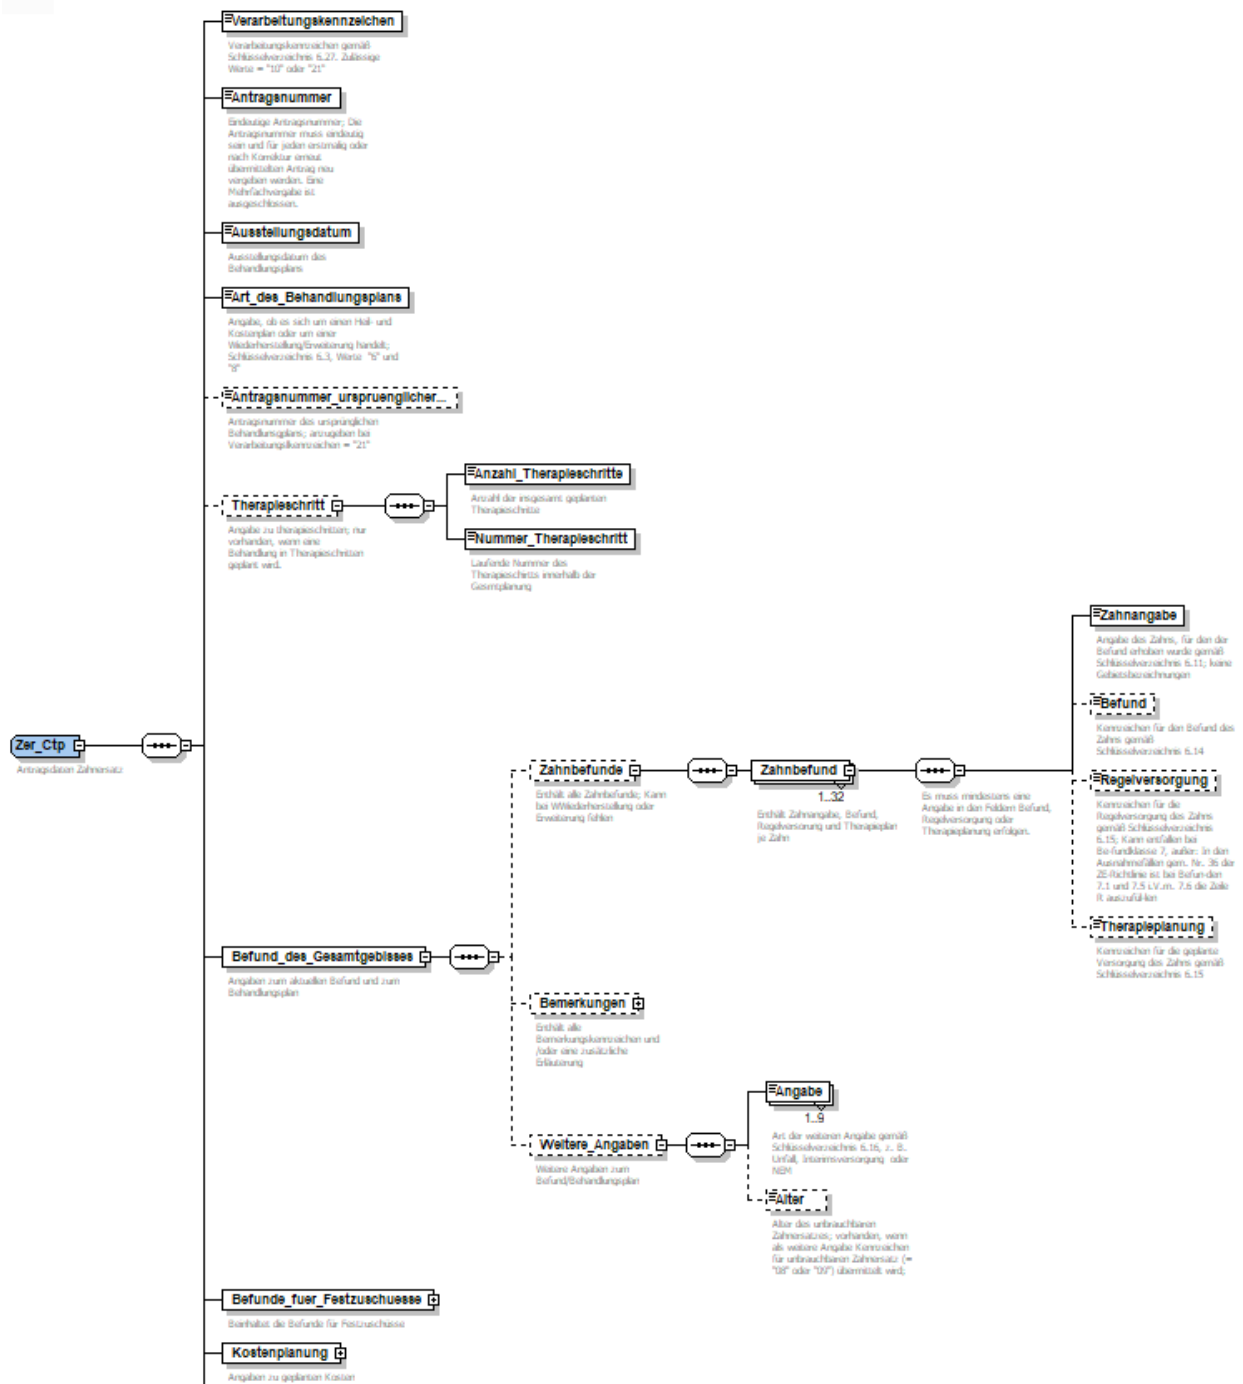 Verarbeitungskennzeichen
Verarbeitungskennzeichen gemäß
Schlüsselverzeichnis 6.27. Zulässige
Werte = "10" oder "21"
Antragsnummer
Eindeutige Antragsnummer; Die
Antragsnummer muss eindeutig
sein und für jeden erstmalig oder
nach Korrektur erneut
übermittelten Antrag neu
vergeben werden. Eine
Mehrfachvergabe ist
ausgeschlossen.
Ausstellungsdatum
Ausstellungsdatum des
Behandlungsplans
Art_des_Behandlungsplans
Angabe, ob es sich um einen Heil- und
Kostenplan oder um einer
Wiederherstellung/Erweiterung handelt;
Schlüsselverzeichnis 6.3, Werte "6" und
"8"
Antragsnummer_urspruenglicher...
Antragsnummer des ursprünglichen
Behandlunsgplans; anzugeben bei
Verarbeitungslkennzeichen = "21"
Therapieschritt
Angabe zu therapieschritten; nur
vorhanden, wenn eine
Behandlung in Therapieschritten
geplant wird.
Anzahl_Therapieschritte
Anzahl der insgesamt geplanten
Therapieschritte
Nummer_Therapieschritt
Laufende Nummer des
Therapieschritts innerhalb der
Gesmtplanung
Zer_Ctp
Antragsdaten Zahnersatz
Befund_des_Gesamtgebisses
Angaben zum aktuellen Befund und zum
Behandlungsplan
Zahnbefunde
Enthält alle Zahnbefunde; Kann
bei WWiederherstellung oder
Erweiterung fehlen
Zahnbefund
1..32
Enthält Zahnangabe, Befund,
Regelversorung und Therapieplan
je Zahn
Es muss mindestens eine
Angabe in den Feldern Befund,
Regelversorgung oder
Therapieplanung erfolgen.
Zahnangabe
Angabe des Zahns, für den der
Befund erhoben wurde gemäß
Schlüsselverzeichnis 6.11; keine
Gebietsbezeichnungen
Befund
Kennzeichen für den Befund des
Zahns gemäß
Schlüsselverzeichnis 6.14
Regelversorgung
Kennzeichen für die
Regelversorgung des Zahns
gemäß Schlüsselverzeichnis
6.15; Kann entfallen bei
Be-fundklasse 7, außer: In den
Ausnahmefällen gem. Nr. 36 der
ZE-Richtlinie ist bei Befun-den
7.1 und 7.5 i.V.m. 7.6 die Zeile
R auszufül-len
Therapieplanung
Kennzeichen für die geplante
Versorgung des Zahns gemäß
Schlüsselverzeichnis 6.15
Bemerkungen
Enthält alle
Bemerkungskennzeichen und
/oder eine zusätzliche
Erläuterung
Weitere_Angaben
Weitere Angaben zum
Befund/Behandlungsplan
Angabe
1..9
Art der weiteren Angabe gemäß
Schlüsselverzeichnis 6.16, z. B.
Unfall, Interimsversorgung oder
NEM
Alter
Alter des unbrauchbaren
Zahnersatzes; vorhanden, wenn
als weitere Angabe Kennzeichen
für unbrauchbaren Zahnersatz (=
"08" oder "09") übermittelt wird;
Befunde_fuer_Festzuschuesse
Beinhaltet die Befunde für Festzuschüsse
Kostenplanung
Angaben zu geplanten Kosten